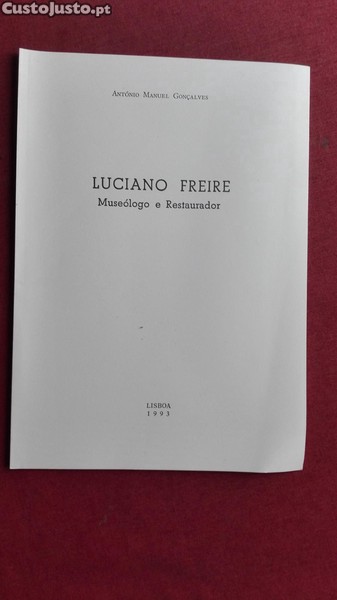 CustoJusto.pt
António Manuel Gonçalves
LUCIANO FREIRE
Museólogo e Restaurador
LISBOA
1993